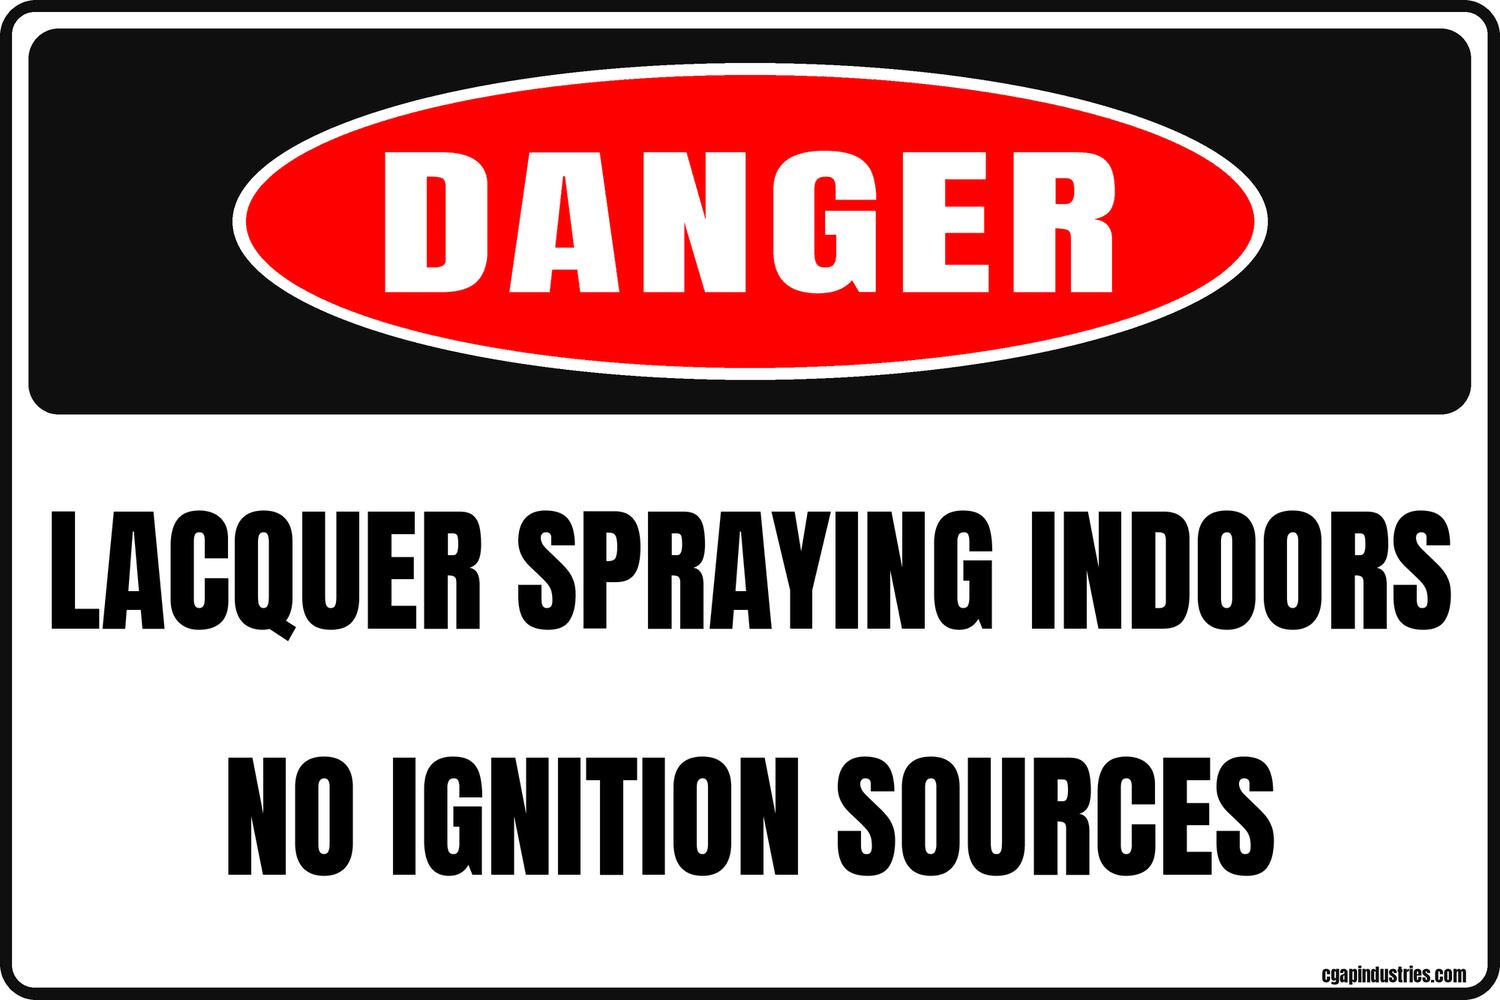 DANGER
LACQUER SPRAYING INDOORS
NO IGNITION SOURCES
cgapindustries.com